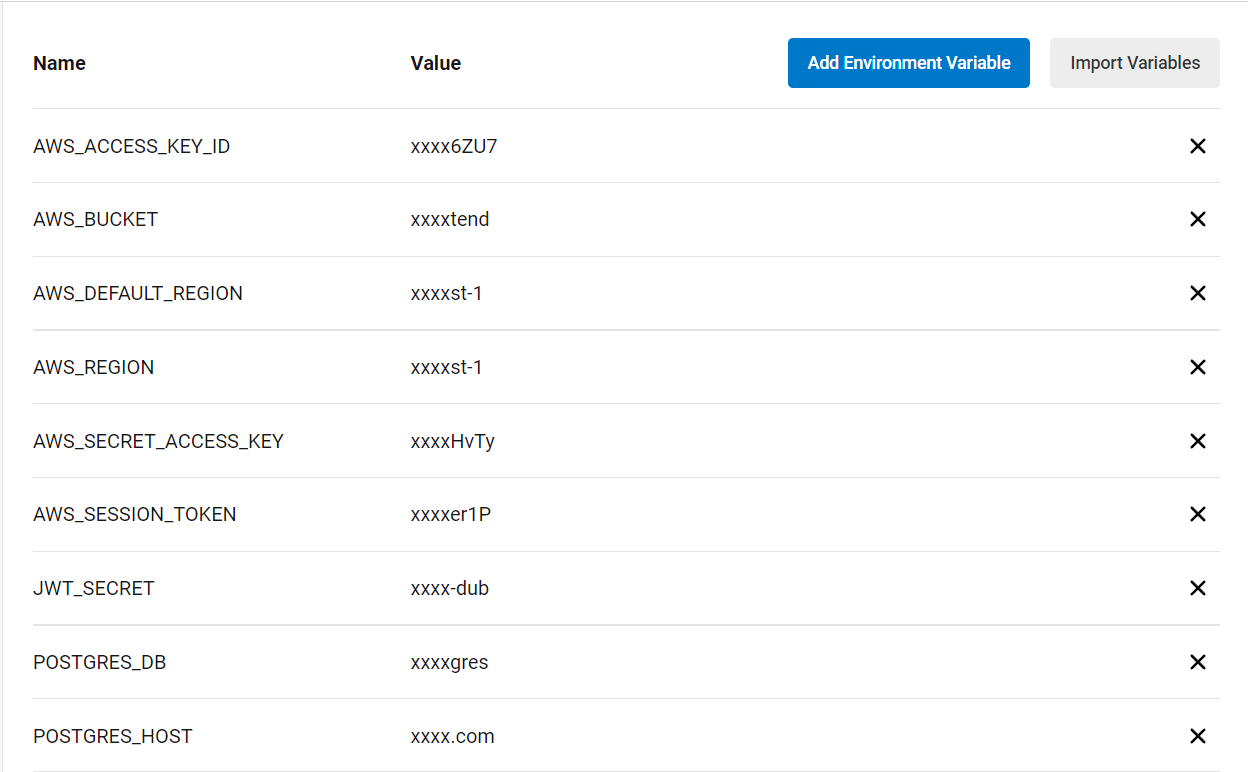 Name Value Add Environment Variable Import Variables
AWS_ACCESS_KEY_ID xxxx6ZU7
AWS_BUCKET xxxxtend
AWS_DEFAULT_REGION xxxxst-1
AWS_REGION xxxxst-1
AWS_SECRET_ACCESS_KEY xxxxHvTy
AWS_SESSION_TOKEN xxxxer1P
JWT_SECRET xxxx-dub
POSTGRES_DB xxxxgres
POSTGRES_HOST xxxx.com